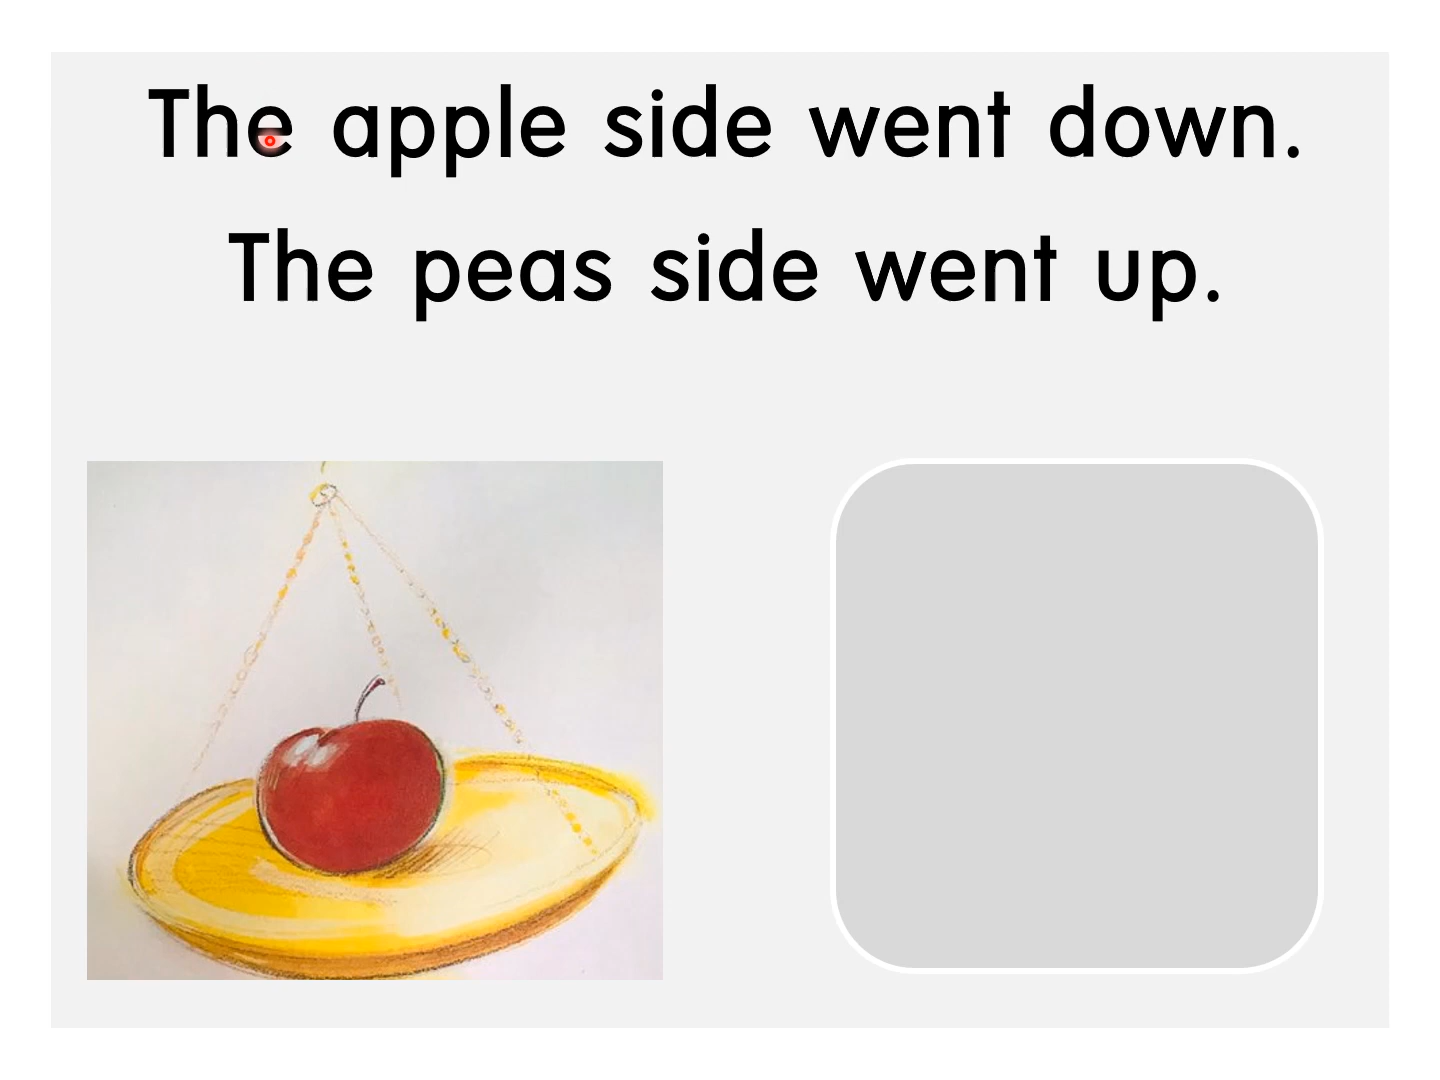 The apple side went down.
The peas side went up.